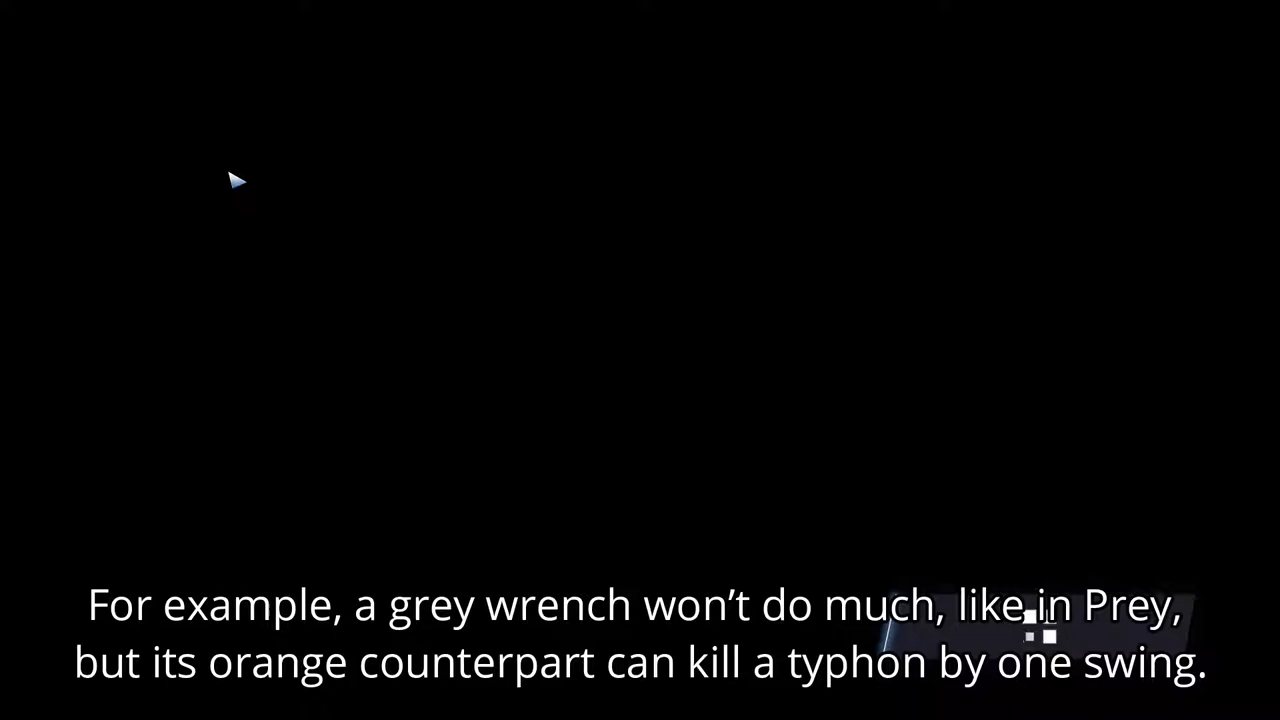 For example, a grey wrench won’t do much, like in Prey,
but its orange counterpart can kill a typhon by one swing.